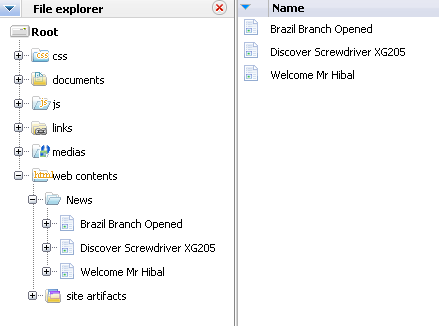 File explorer
Root
css
documents
js
links
medias
web contents
News
Brazil Branch Opened
Discover Screwdriver XG205
Welcome Mr Hibal
site artifacts
Name
Brazil Branch Opened
Discover Screwdriver XG205
Welcome Mr Hibal